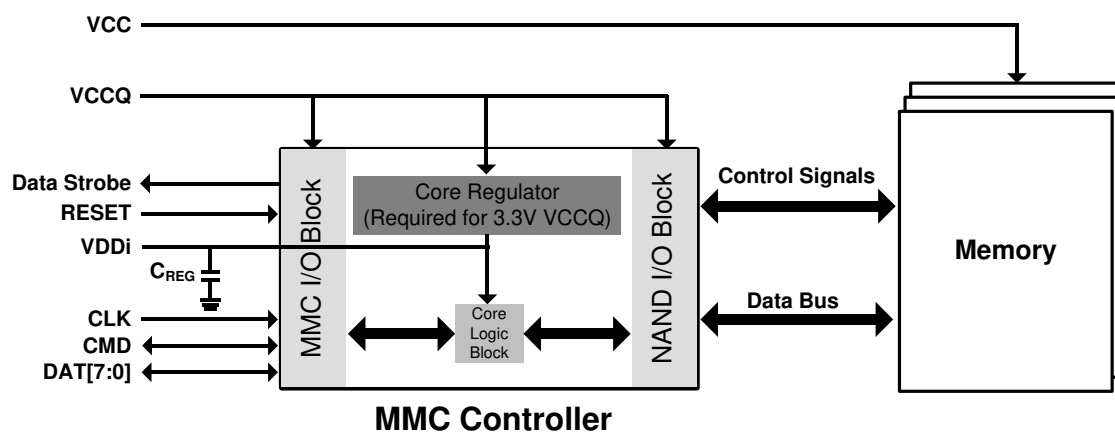 VCC
VCCQ
Data Strobe
RESET
VDDi
CREG
CLK
CMD
DAT[7:0]
MMC I/O Block
Core Regulator
(Required for 3.3V VCCQ)
Core
Logic
Block
NAND I/O Block
Control Signals
Data Bus
Memory
MMC Controller